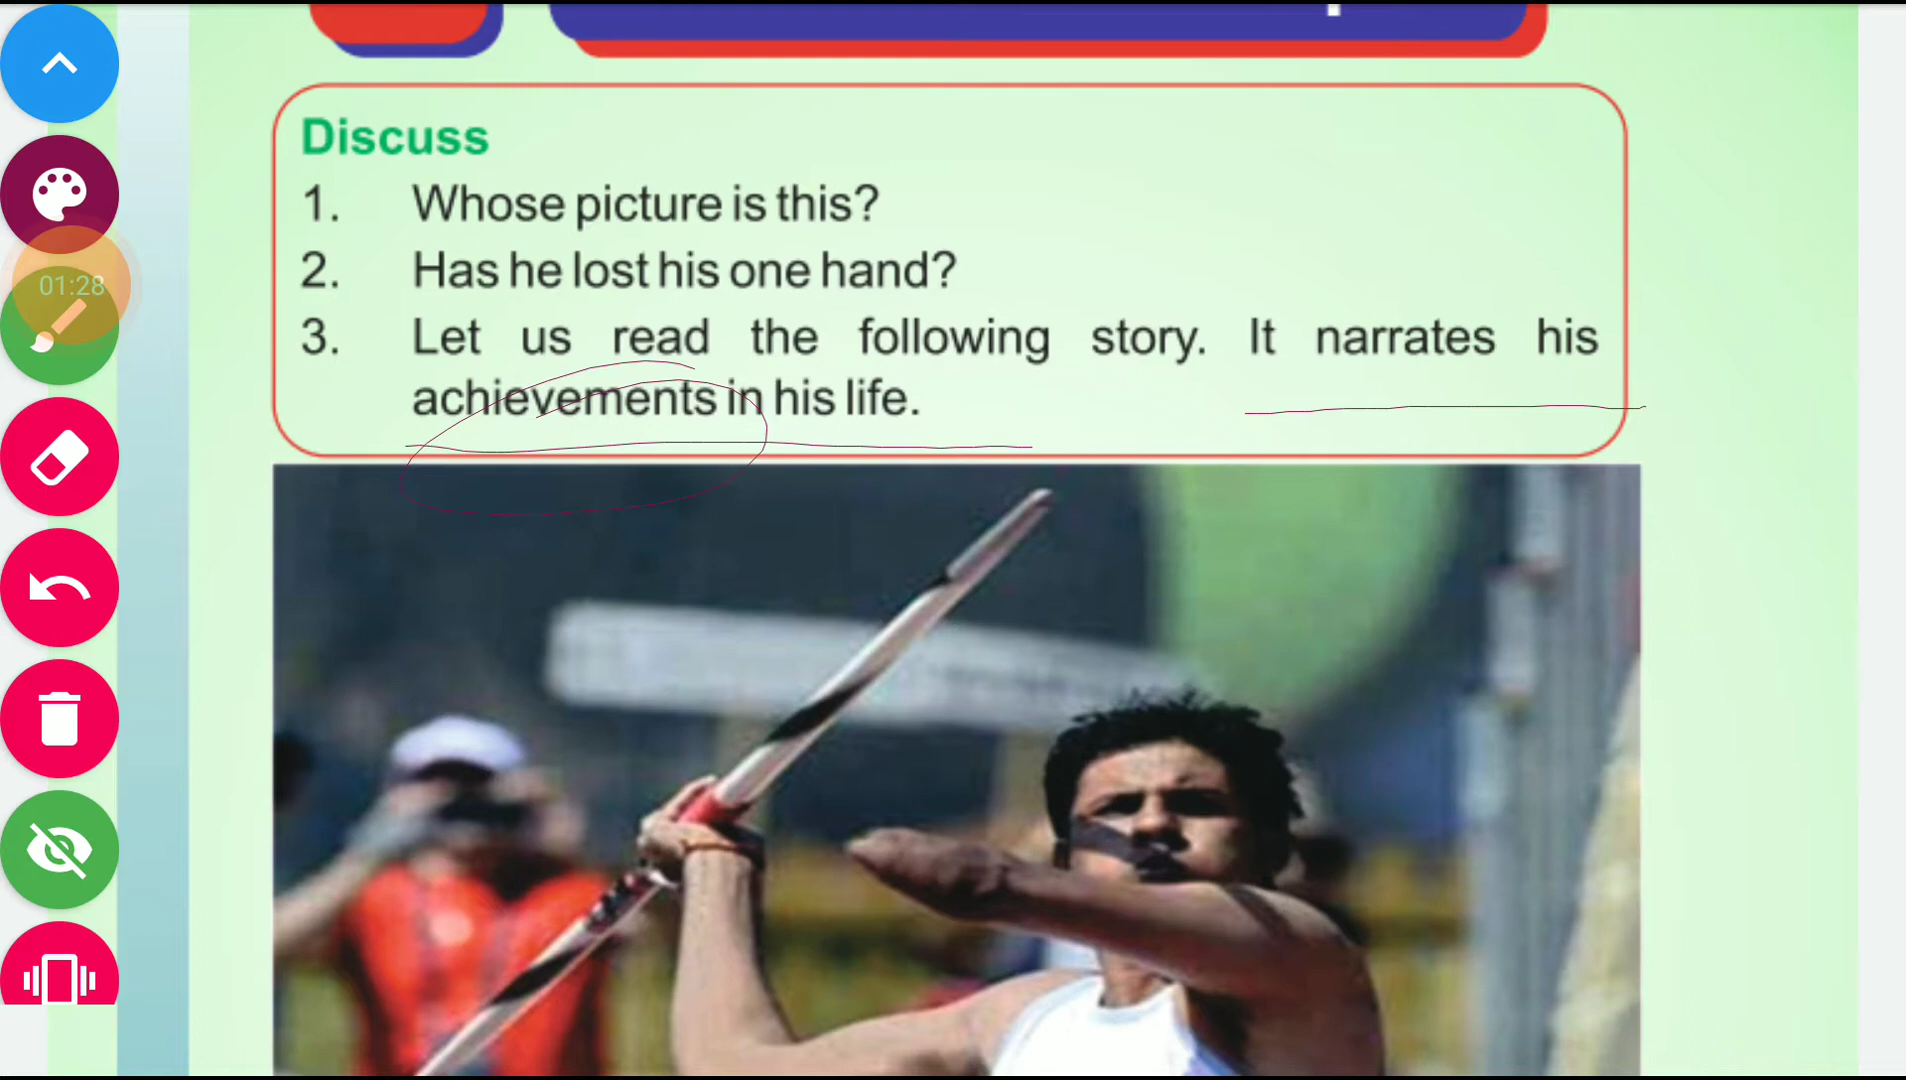 Discuss
1. Whose picture is this?
2. Has he lost his one hand?
3. Let us read the following story. It narrates his
achievements in his life.
01:28